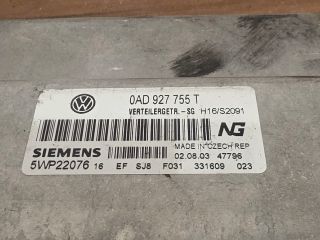 0AD 927 755 T
VERTEILERGETR.-SG H16/S2091
NG
SIEMENS MADE IN CZECH REP
02.06.03 47796
5WP22076 16 EF SJ8 F031 331609 023